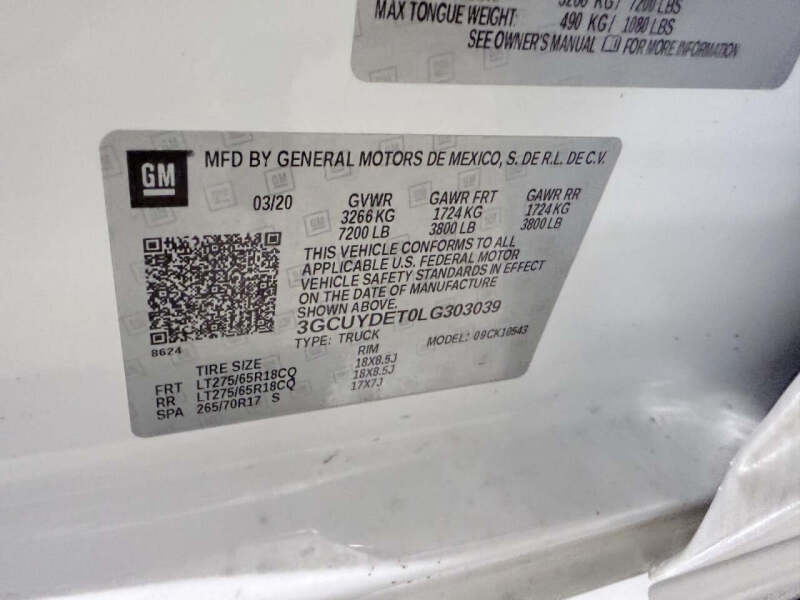 3266 KG / 7200 LBS
MAX TONGUE WEIGHT: 490 KG / 1080 LBS
SEE OWNER'S MANUAL FOR MORE INFORMATION
GM
MFD BY GENERAL MOTORS DE MEXICO, S. DE R.L. DE C.V.
03/20 GVWR GAWR FRT GAWR RR
3266 KG 1724 KG 1724 KG
7200 LB 3800 LB 3800 LB
THIS VEHICLE CONFORMS TO ALL
APPLICABLE U.S. FEDERAL MOTOR
VEHICLE SAFETY STANDARDS IN EFFECT
ON THE DATE OF MANUFACTURE
SHOWN ABOVE.
3GCUYDET0LG303039
TYPE: TRUCK MODEL: 09CK10543
8624
TIRE SIZE RIM
FRT LT275/65R18CQ 18X8.5J
RR LT275/65R18CQ 18X8.5J
SPA 265/70R17 S 17X7J